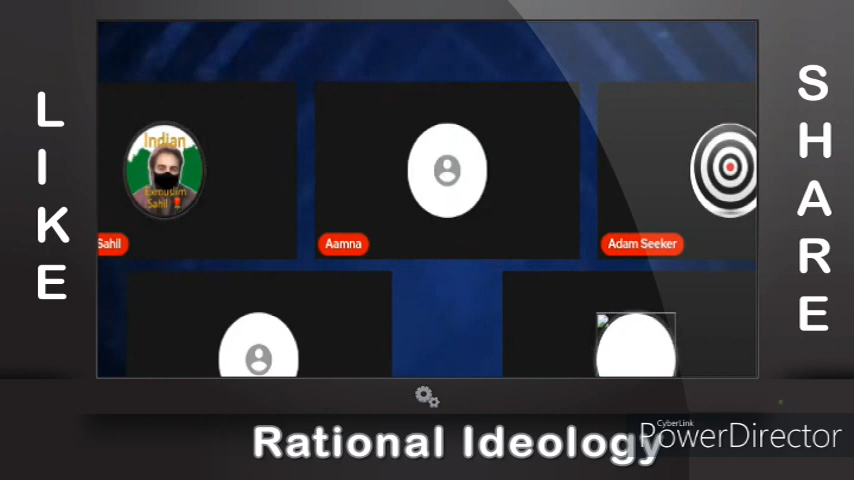 LIKE
SHARE
Indian
Exmuslim
Sahil
Sahil
Aamna
Adam Seeker
Rational Ideology
CyberLink
PowerDirector